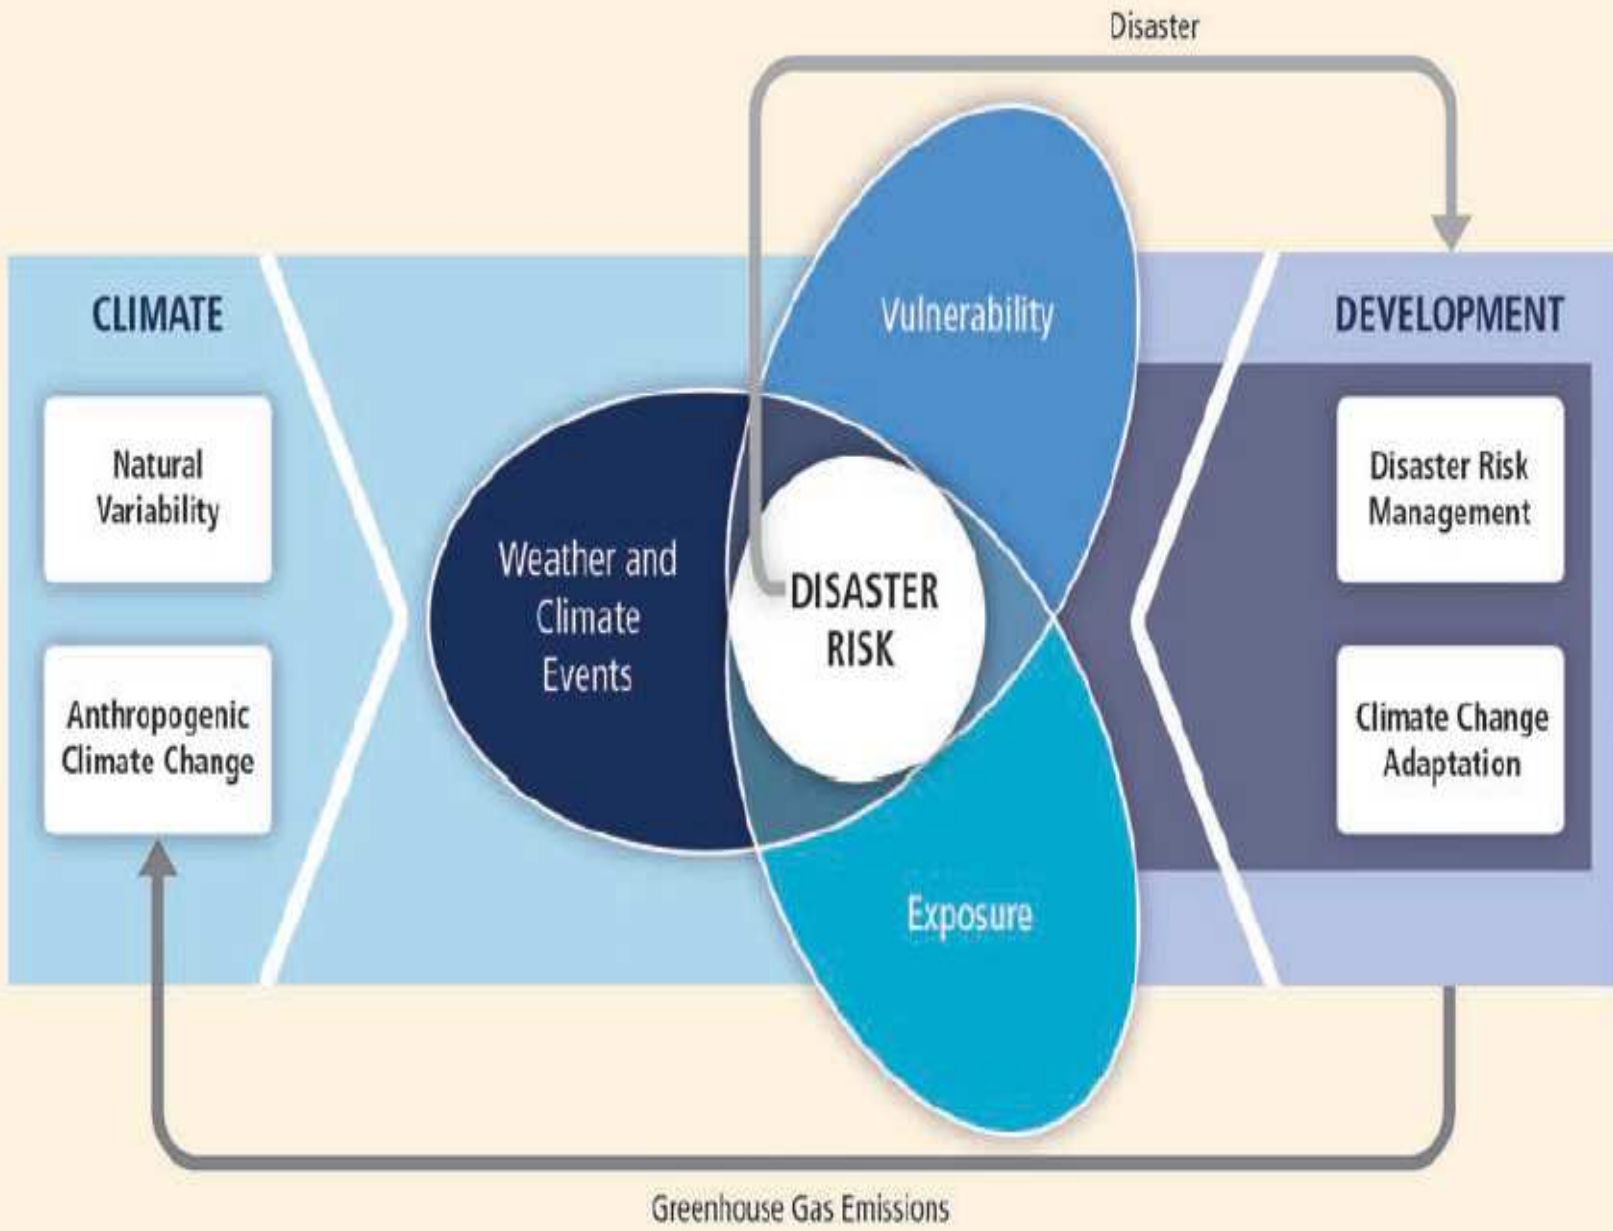 Disaster
CLIMATE
Natural
Variability
Anthropogenic
Climate Change
Vulnerability
Weather and
Climate
Events
DISASTER
RISK
Exposure
DEVELOPMENT
Disaster Risk
Management
Climate Change
Adaptation
Greenhouse Gas Emissions